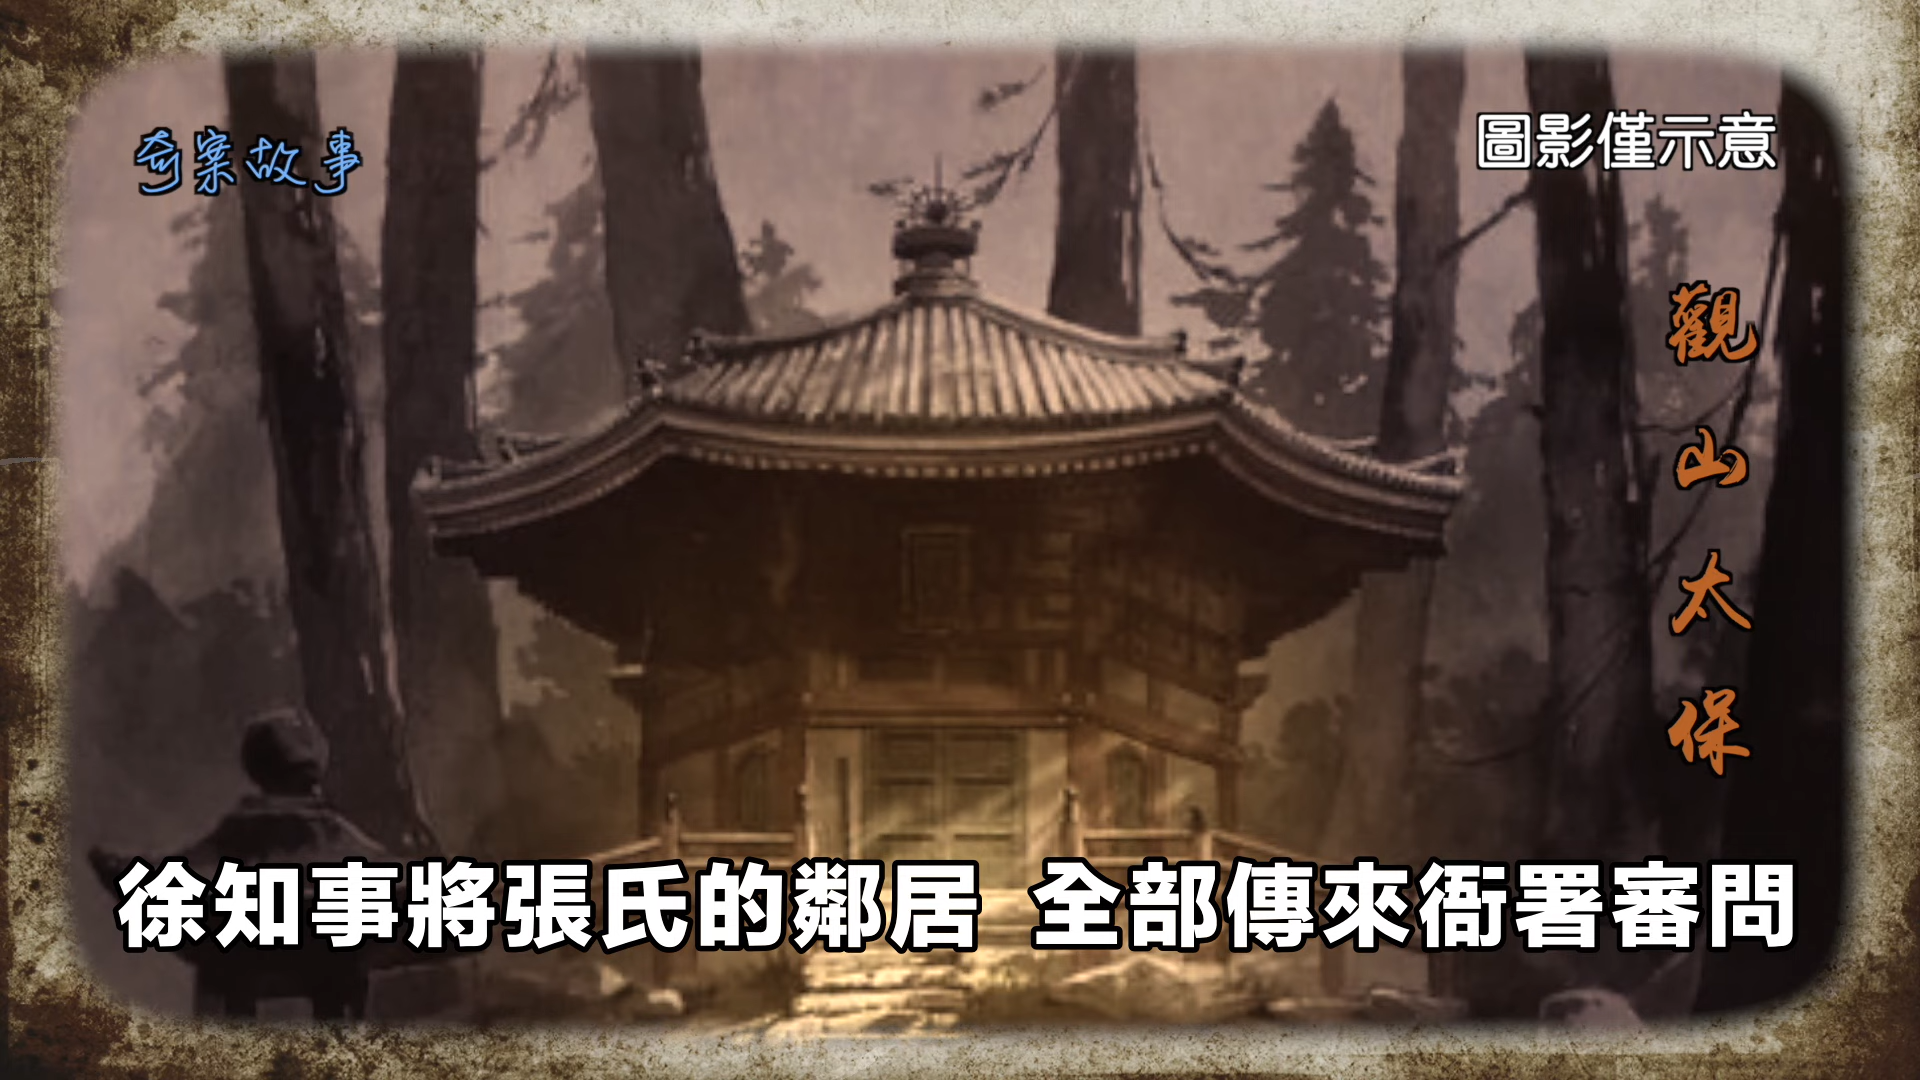 奇案故事
圖影僅示意
觀山太保
徐知事將張氏的鄰居 全部傳來衙署審問